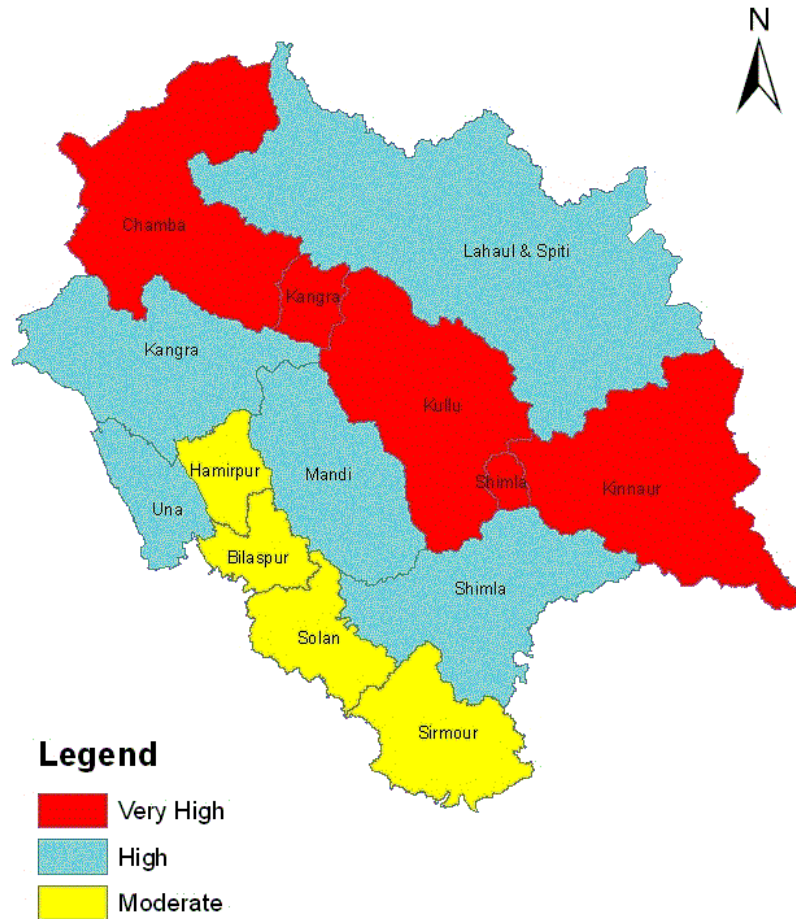 N
Chamba
Lahaul & Spiti
Kangra
Kangra
Kullu
Hamirpur
Mandi
Shimla
Kinnaur
Una
Bilaspur
Shimla
Solan
Sirmour
Legend
Very High
High
Moderate